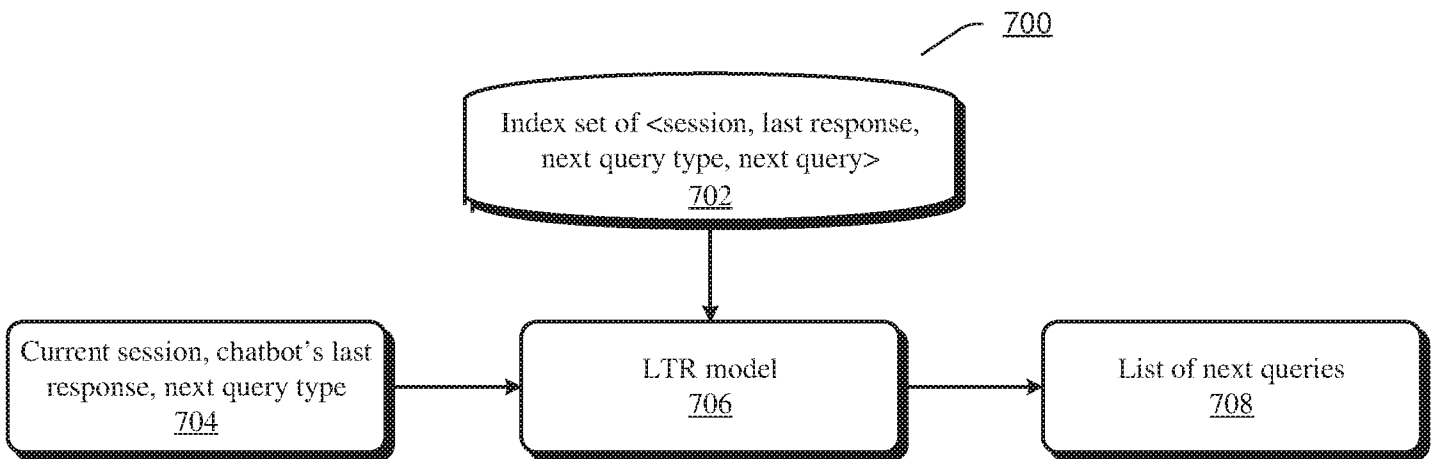 700
Index set of <session, last response,
next query type, next query>
702
Current session, chatbot's last
response, next query type
704
LTR model
706
List of next queries
708